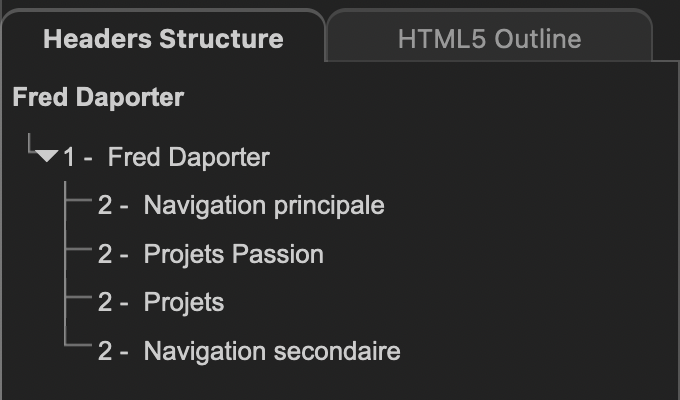 Headers Structure HTML5 Outline
Fred Daporter
1 - Fred Daporter
2 - Navigation principale
2 - Projets Passion
2 - Projets
2 - Navigation secondaire